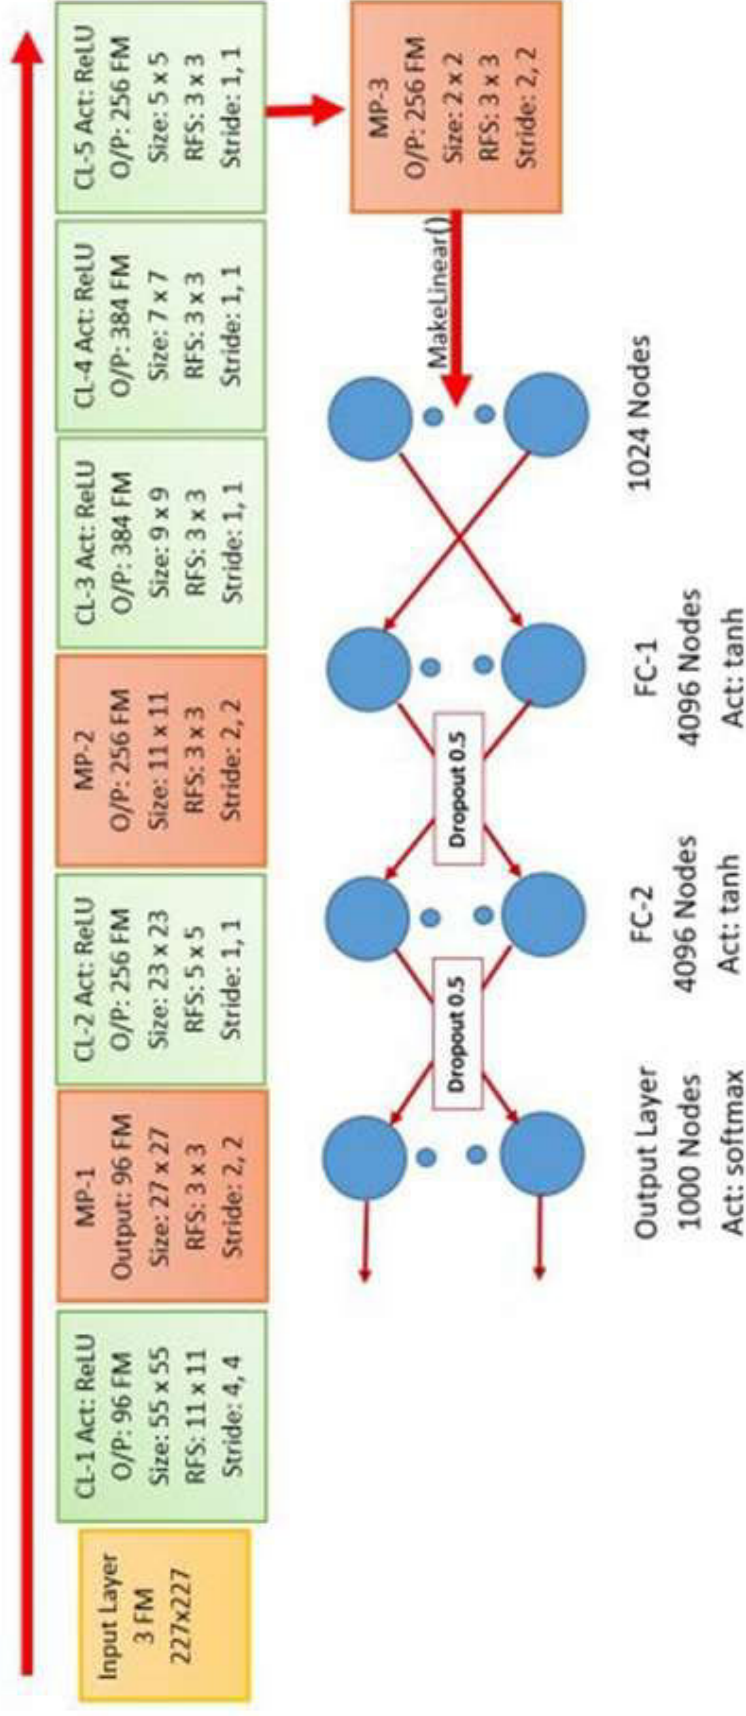 Input Layer
3 FM
227x227
CL-1 Act: ReLU
O/P: 96 FM
Size: 55 x 55
RFS: 11 x 11
Stride: 4, 4
MP-1
Output: 96 FM
Size: 27 x 27
RFS: 3 x 3
Stride: 2, 2
CL-2 Act: ReLU
O/P: 256 FM
Size: 23 x 23
RFS: 5 x 5
Stride: 1, 1
MP-2
O/P: 256 FM
Size: 11 x 11
RFS: 3 x 3
Stride: 2, 2
CL-3 Act: ReLU
O/P: 384 FM
Size: 9 x 9
RFS: 3 x 3
Stride: 1, 1
CL-4 Act: ReLU
O/P: 384 FM
Size: 7 x 7
RFS: 3 x 3
Stride: 1, 1
CL-5 Act: ReLU
O/P: 256 FM
Size: 5 x 5
RFS: 3 x 3
Stride: 1, 1
MP-3
O/P: 256 FM
Size: 2 x 2
RFS: 3 x 3
Stride: 2, 2
MakeLinear()
1024 Nodes
FC-1
4096 Nodes
Act: tanh
Dropout 0.5
FC-2
4096 Nodes
Act: tanh
Dropout 0.5
Output Layer
1000 Nodes
Act: softmax